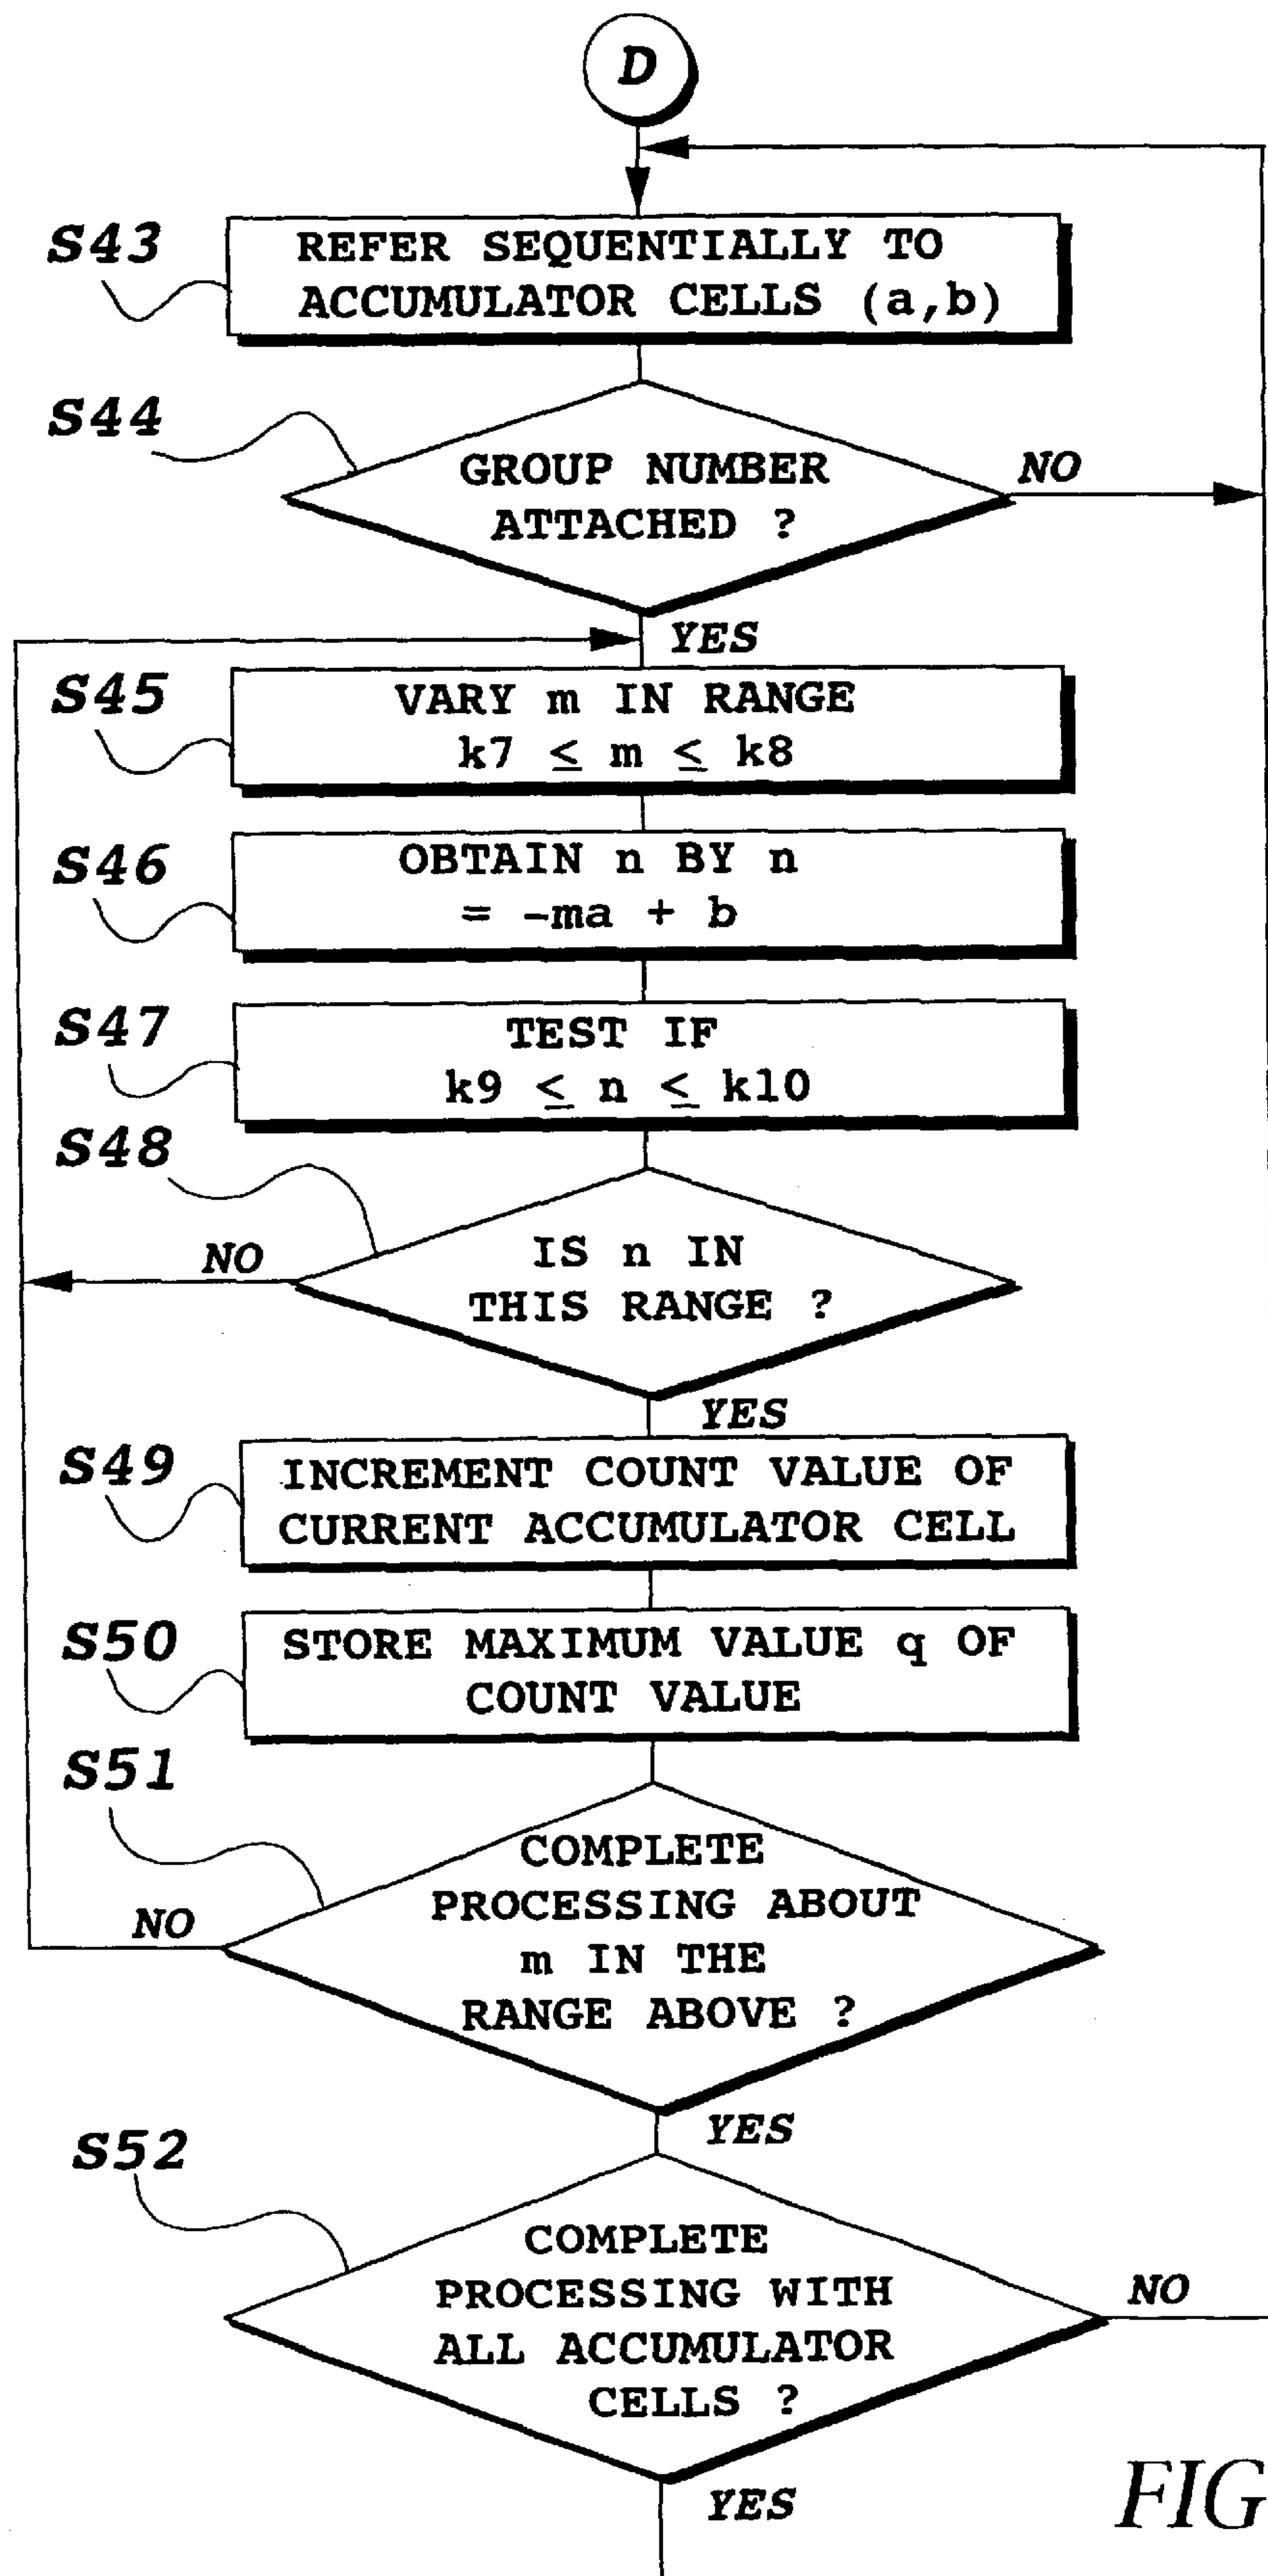 D
S43
REFER SEQUENTIALLY TO
ACCUMULATOR CELLS (a,b)
S44
GROUP NUMBER
ATTACHED ?
NO
YES
S45
VARY m IN RANGE
k7 ≤ m ≤ k8
S46
OBTAIN n BY n
= -ma + b
S47
TEST IF
k9 ≤ n ≤ k10
S48
NO
IS n IN
THIS RANGE ?
YES
S49
INCREMENT COUNT VALUE OF
CURRENT ACCUMULATOR CELL
S50
STORE MAXIMUM VALUE q OF
COUNT VALUE
S51
COMPLETE
PROCESSING ABOUT
m IN THE
RANGE ABOVE ?
NO
YES
S52
COMPLETE
PROCESSING WITH
ALL ACCUMULATOR
CELLS ?
NO
YES
FIG